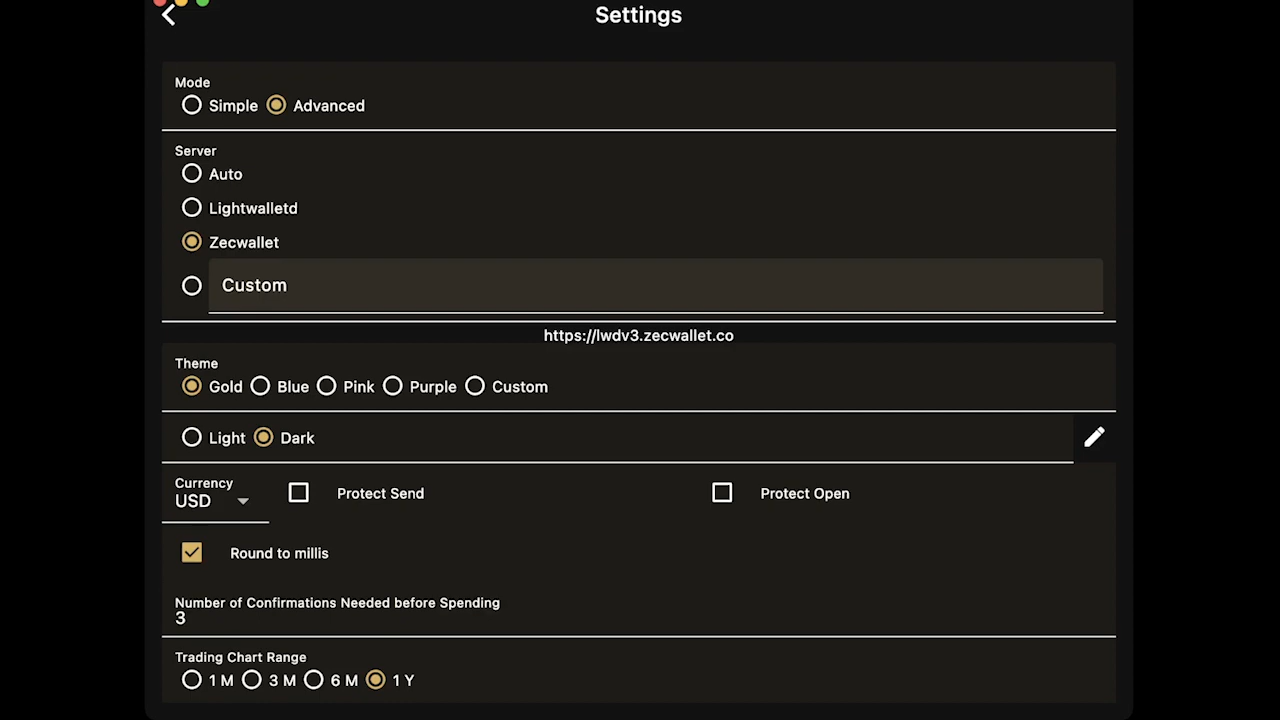 Settings
Mode
Simple Advanced
Server
Auto
Lightwalletd
Zecwallet
Custom
https://lwdv3.zecwallet.co
Theme
Gold Blue Pink Purple Custom
Light Dark
Currency
USD Protect Send Protect Open
Round to millis
Number of Confirmations Needed before Spending
3
Trading Chart Range
1 M 3 M 6 M 1 Y